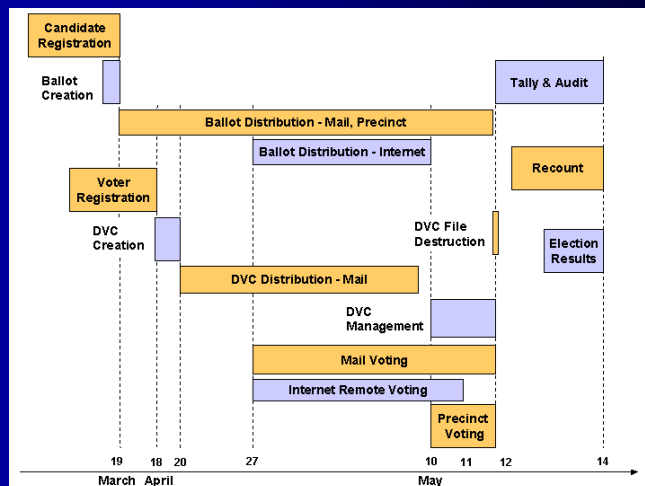 Candidate
Registration
Ballot
Creation
Tally & Audit
Ballot Distribution - Mail, Precinct
Ballot Distribution - Internet
Recount
Voter
Registration
DVC
Creation
DVC File
Destruction
Election
Results
DVC Distribution - Mail
DVC
Management
Mail Voting
Internet Remote Voting
Precinct
Voting
19 18 20 27 10 11 12 14
March April May